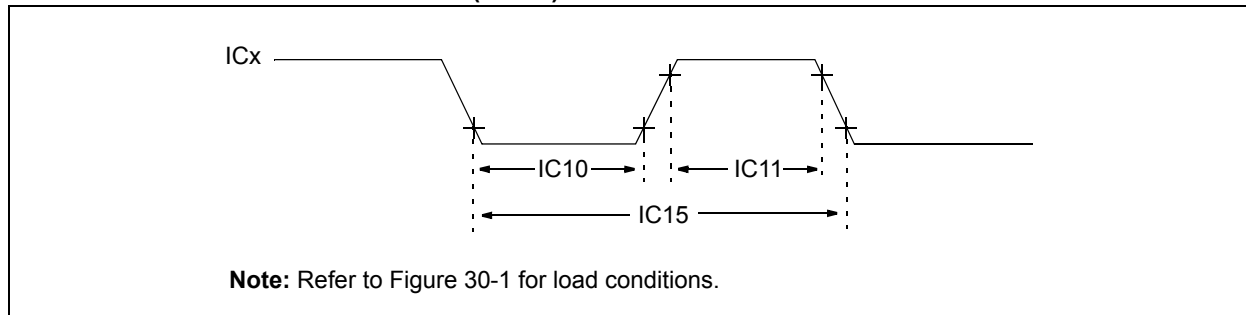 ICx
IC10
IC11
IC15
Note: Refer to Figure 30-1 for load conditions.